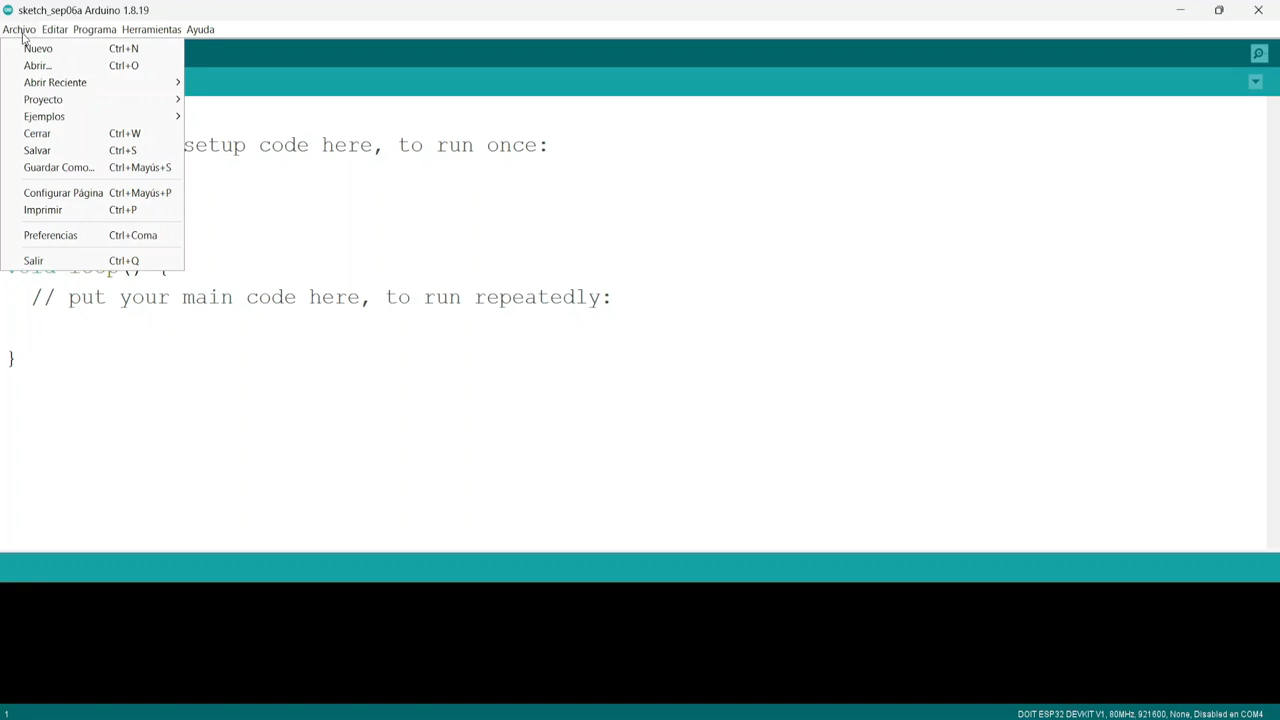 sketch_sep06a Arduino 1.8.19
Archivo Editar Programa Herramientas Ayuda
Nuevo Ctrl+N
Abrir... Ctrl+O
Abrir Reciente
Proyecto
Ejemplos
Cerrar Ctrl+W
setup code here, to run once:
Salvar Ctrl+S
Guardar Como... Ctrl+Mayús+S
Configurar Página Ctrl+Mayús+P
Imprimir Ctrl+P
Preferencias Ctrl+Coma
Salir Ctrl+Q
void loop() {
// put your main code here, to run repeatedly:
}
1
DOIT ESP32 DEVKIT V1, 80MHz, 921600, None, Disabled en COM4